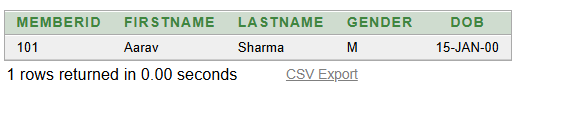 MEMBERID FIRSTNAME LASTNAME GENDER DOB
101 Aarav Sharma M 15-JAN-00
1 rows returned in 0.00 seconds CSV Export